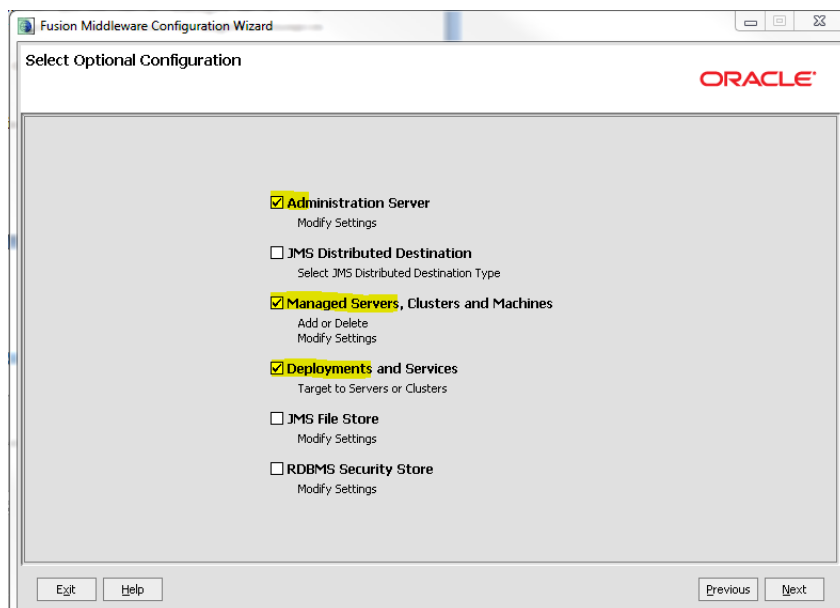 Fusion Middleware Configuration Wizard
Select Optional Configuration
ORACLE
Administration Server
Modify Settings
JMS Distributed Destination
Select JMS Distributed Destination Type
Managed Servers, Clusters and Machines
Add or Delete
Modify Settings
Deployments and Services
Target to Servers or Clusters
JMS File Store
Modify Settings
RDBMS Security Store
Modify Settings
Exit Help Previous Next